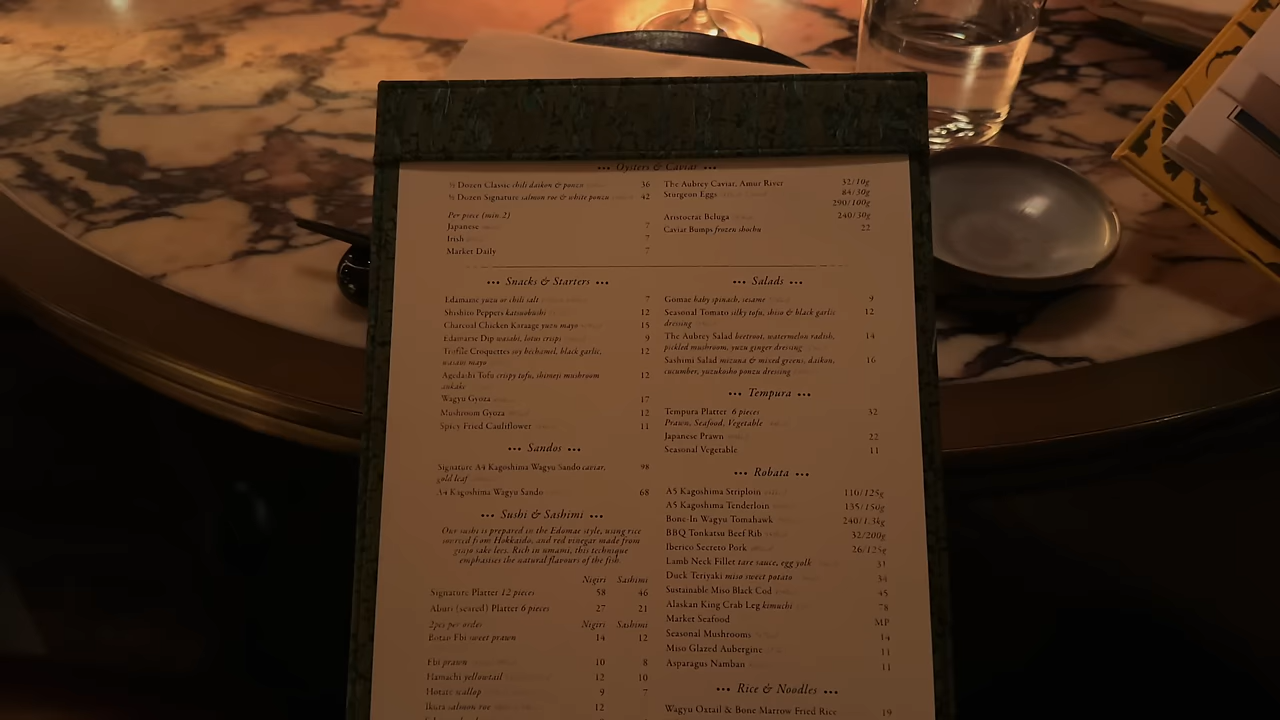 ••• Oysters & Caviar •••
½ Dozen Classic chili daikon & ponzu 36
½ Dozen Signature salmon roe & white ponzu 42
Per piece (min.2)
Japanese 7
Irish 7
Market Daily 7
The Aubrey Caviar, Amur River 32/10g
Sturgeon Eggs 84/30g
290/100g
Aristocrat Beluga 240/30g
Caviar Bumps frozen shochu 22
••• Snacks & Starters •••
Edamame yuzu or chili salt 7
Shishito Peppers katsuobushi 12
Charcoal Chicken Karaage yuzu mayo 15
Edamame Dip wasabi, lotus crisps 9
Truffle Croquettes soy bechamel, black garlic, 12
wasabi mayo
Agedashi Tofu crispy tofu, shimeji mushroom 12
ankake
Wagyu Gyoza 17
Mushroom Gyoza 12
Spicy Fried Cauliflower 11
••• Sandos •••
Signature A4 Kagoshima Wagyu Sando caviar, 98
gold leaf
A4 Kagoshima Wagyu Sando 68
••• Sushi & Sashimi •••
Our sushi is prepared in the Edomae style, using rice
sourced from Hokkaido, and red vinegar made from
ginjo sake lees. Rich in umami, this technique
emphasises the natural flavours of the fish.
Nigiri Sashimi
Signature Platter 12 pieces 58 46
Aburi (seared) Platter 6 pieces 27 21
2pcs per order Nigiri Sashimi
Botan Ebi sweet prawn 14 12
Ebi prawn 10 8
Hamachi yellowtail 12 10
Hotate scallop 9 7
Ikura salmon roe 12
••• Salads •••
Gomae baby spinach, sesame 9
Seasonal Tomato silky tofu, shiso & black garlic 12
dressing
The Aubrey Salad beetroot, watermelon radish, 14
pickled mushroom, yuzu ginger dressing
Sashimi Salad mizuna & mixed greens, daikon, 16
cucumber, yuzukosho ponzu dressing
••• Tempura •••
Tempura Platter 6 pieces 32
Prawn, Seafood, Vegetable
Japanese Prawn 22
Seasonal Vegetable 11
••• Robata •••
A5 Kagoshima Striploin 110/125g
A5 Kagoshima Tenderloin 135/150g
Bone-In Wagyu Tomahawk 240/1.3kg
BBQ Tonkatsu Beef Rib 32/200g
Iberico Secreto Pork 26/125g
Lamb Neck Fillet tare sauce, egg yolk 31
Duck Teriyaki miso sweet potato 34
Sustainable Miso Black Cod 45
Alaskan King Crab Leg kimuchi 78
Market Seafood MP
Seasonal Mushrooms 14
Miso Glazed Aubergine 11
Asparagus Namban 11
••• Rice & Noodles •••
Wagyu Oxtail & Bone Marrow Fried Rice 19